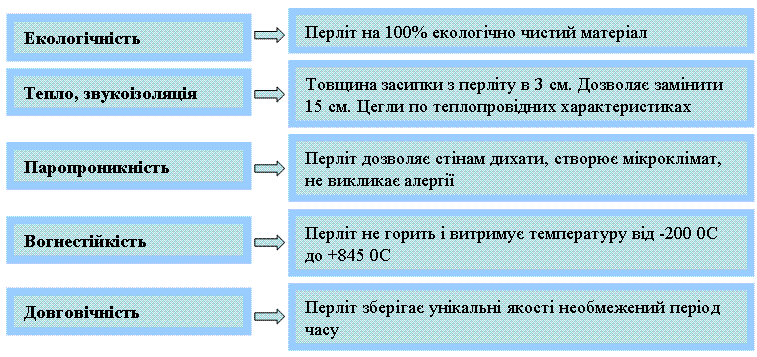 Екологічність
Перліт на 100% екологічно чистий матеріал
Тепло, звукоізоляція
Товщина засипки з перліту в 3 см. Дозволяє замінити
15 см. Цегли по теплопровідних характеристиках
Паропроникність
Перліт дозволяє стінам дихати, створює мікроклімат,
не викликає алергії
Вогнестійкість
Перліт не горить і витримує температуру від -200 0С
до +845 0С
Довговічність
Перліт зберігає унікальні якості необмежений період
часу